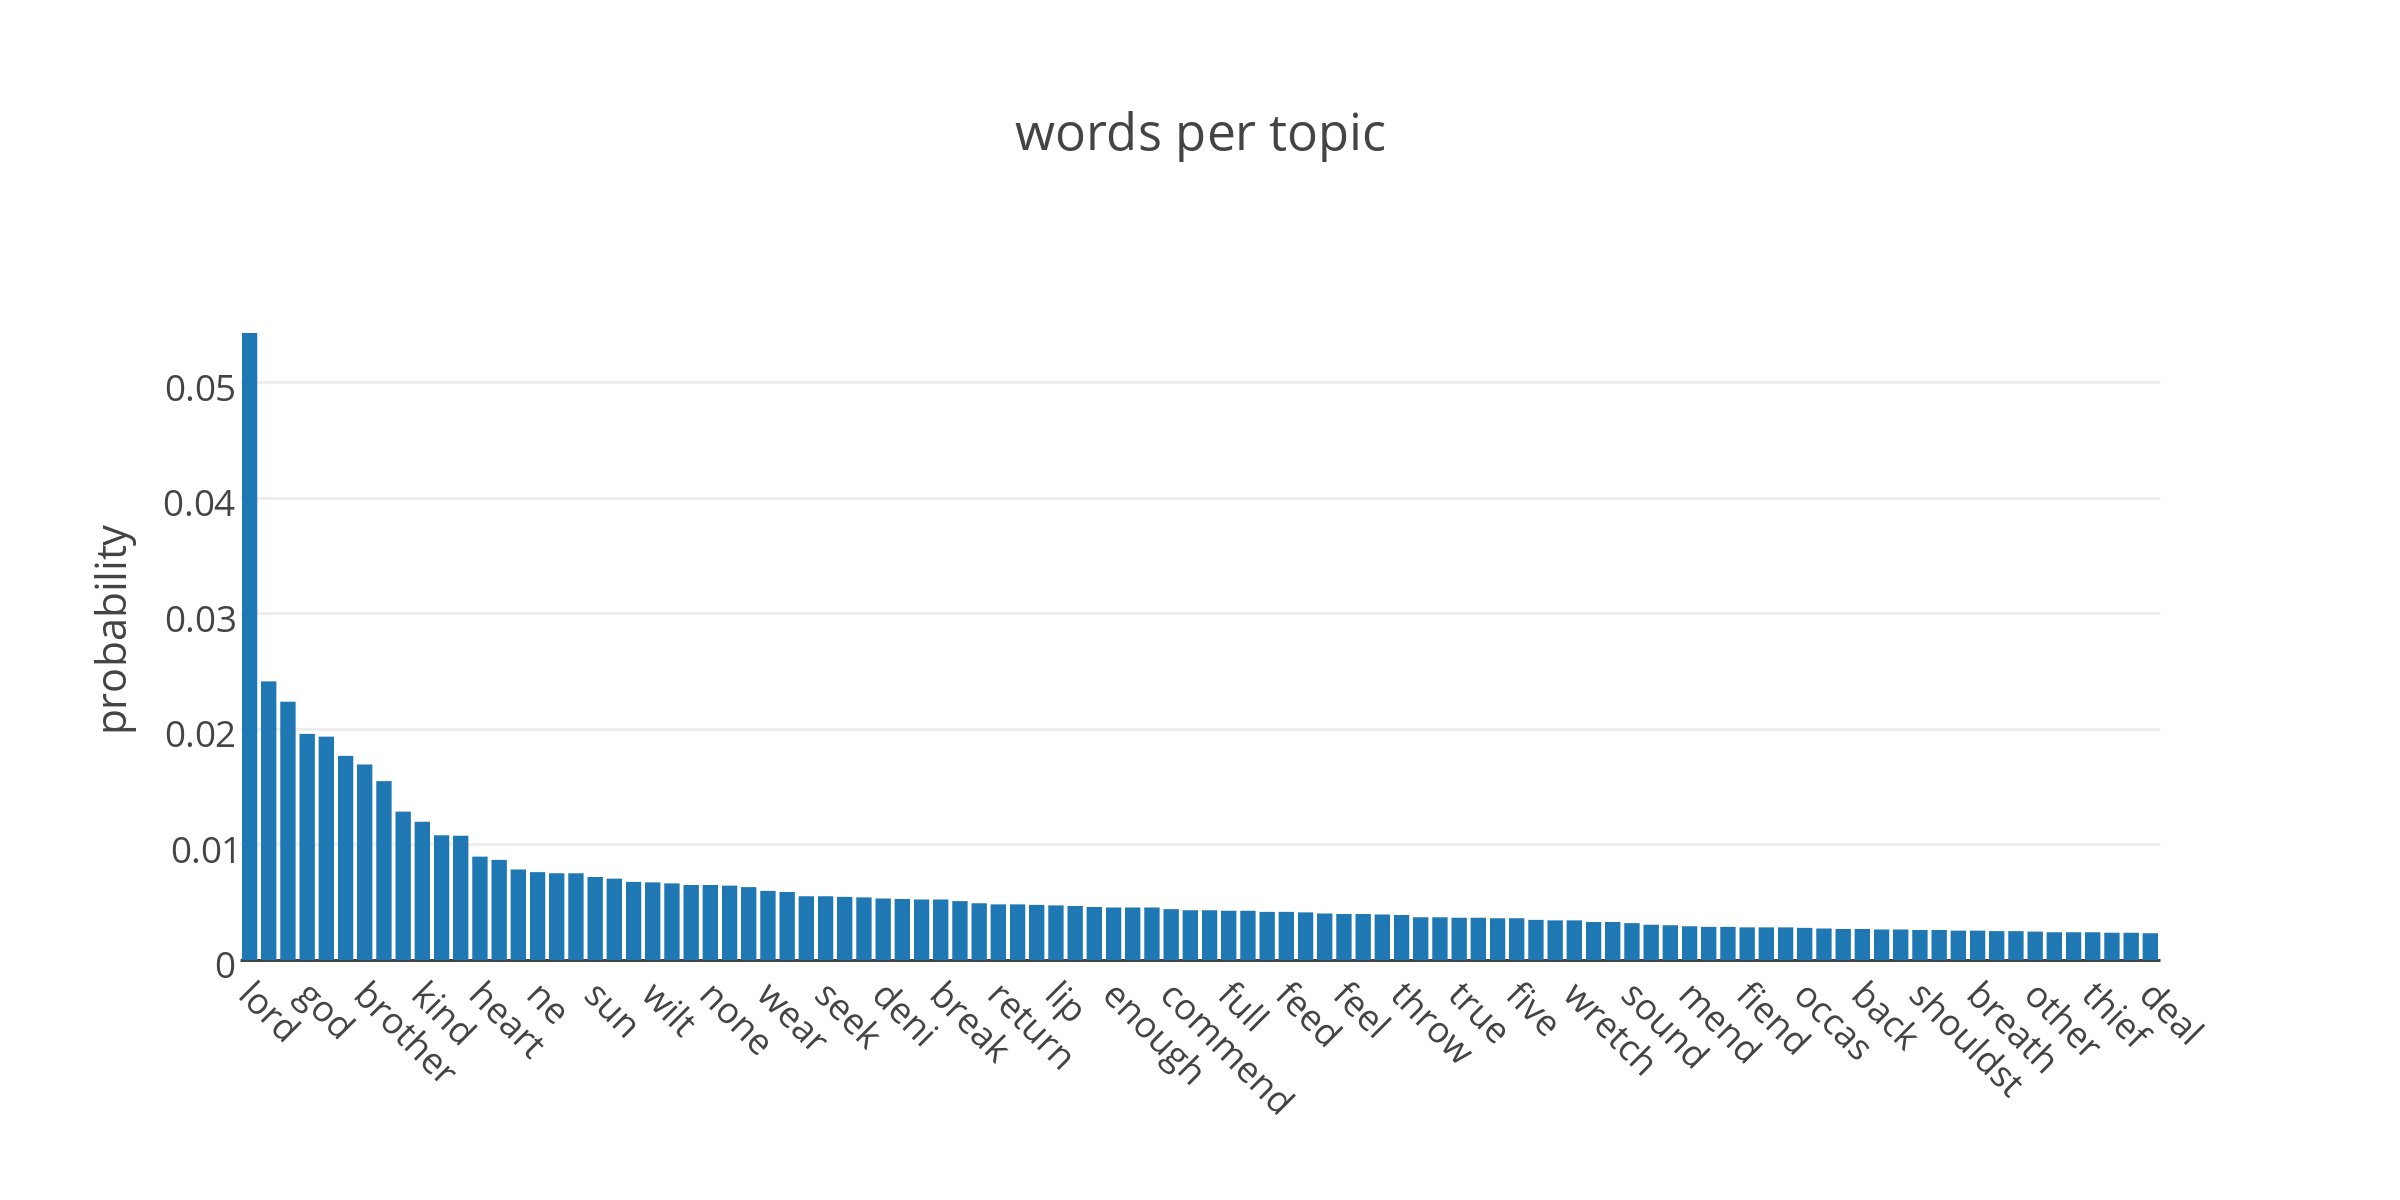 words per topic
probability
0.05
0.04
0.03
0.02
0.01
0
lord
god
brother
kind
heart
ne
sun
wilt
none
wear
seek
deni
break
return
lip
enough
commend
full
feed
feel
throw
true
five
wretch
sound
mend
fiend
occas
back
shouldst
breath
other
thief
deal